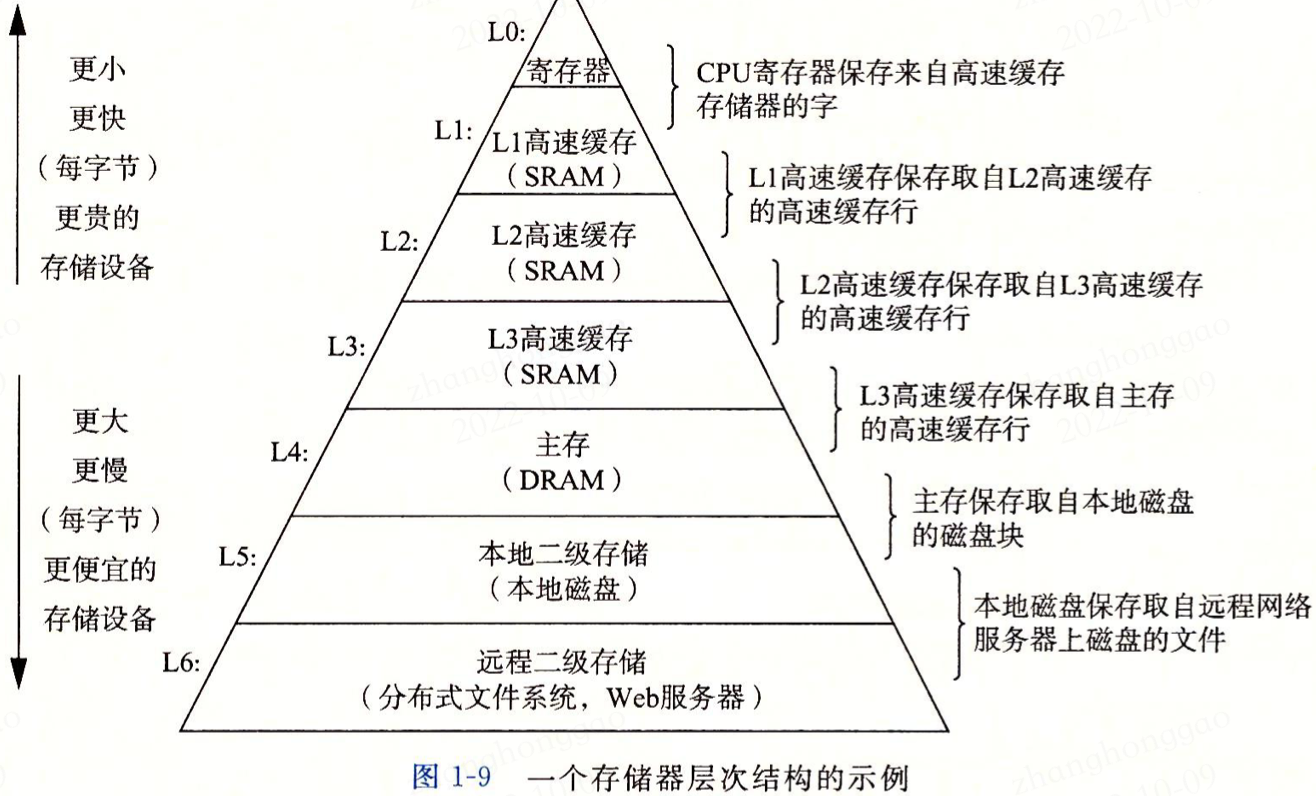 更小
更快
（每字节）
更贵的
存储设备
更大
更慢
（每字节）
更便宜的
存储设备
L0:
寄存器
CPU寄存器保存来自高速缓存
存储器的字
L1:
L1高速缓存
（SRAM）
L1高速缓存保存取自L2高速缓存
的高速缓存行
L2:
L2高速缓存
（SRAM）
L2高速缓存保存取自L3高速缓存
的高速缓存行
L3:
L3高速缓存
（SRAM）
L3高速缓存保存取自主存
的高速缓存行
L4:
主存
（DRAM）
主存保存取自本地磁盘
的磁盘块
L5:
本地二级存储
（本地磁盘）
本地磁盘保存取自远程网络
服务器上磁盘的文件
L6:
远程二级存储
（分布式文件系统，Web服务器）
图 1-9 一个存储器层次结构的示例
zhanghonggao
2022-10-09